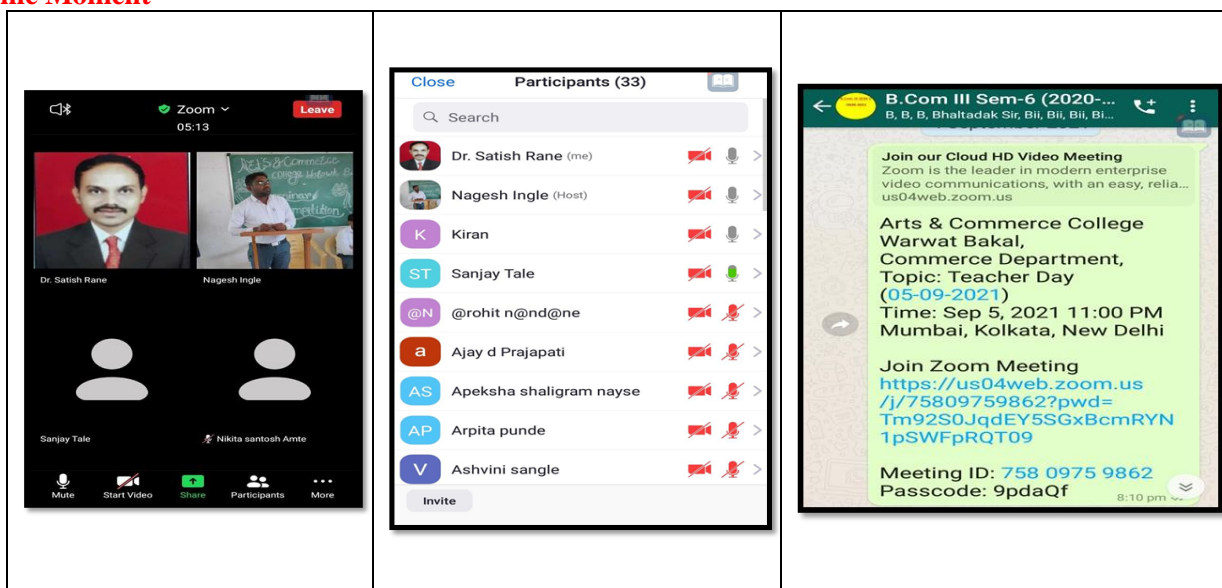 Moment
Zoom
Leave
05:13
Dr. Satish Rane
Nagesh Ingle
Sanjay Tale
Nikita santosh Amte
Mute
Start Video
Share
Participants
More
Close
Participants (33)
Search
Dr. Satish Rane (me)
Nagesh Ingle (Host)
K
Kiran
ST
Sanjay Tale
@N
@rohit n@nd@ne
a
Ajay d Prajapati
AS
Apeksha shaligram nayse
AP
Arpita punde
V
Ashvini sangle
Invite
B.Com III Sem-6 (2020-...
B, B, B, Bhaltadak Sir, Bii, Bii, Bii, Bi...
Join our Cloud HD Video Meeting
Zoom is the leader in modern enterprise
video communications, with an easy, relia...
us04web.zoom.us
Arts & Commerce College
Warwat Bakal,
Commerce Department,
Topic: Teacher Day
(05-09-2021)
Time: Sep 5, 2021 11:00 PM
Mumbai, Kolkata, New Delhi
Join Zoom Meeting
https://us04web.zoom.us
/j/75809759862?pwd=
Tm92S0JqdEY5SGxBcmRYN
1pSWFpRQT09
Meeting ID: 758 0975 9862
Passcode: 9pdaQf
8:10 pm